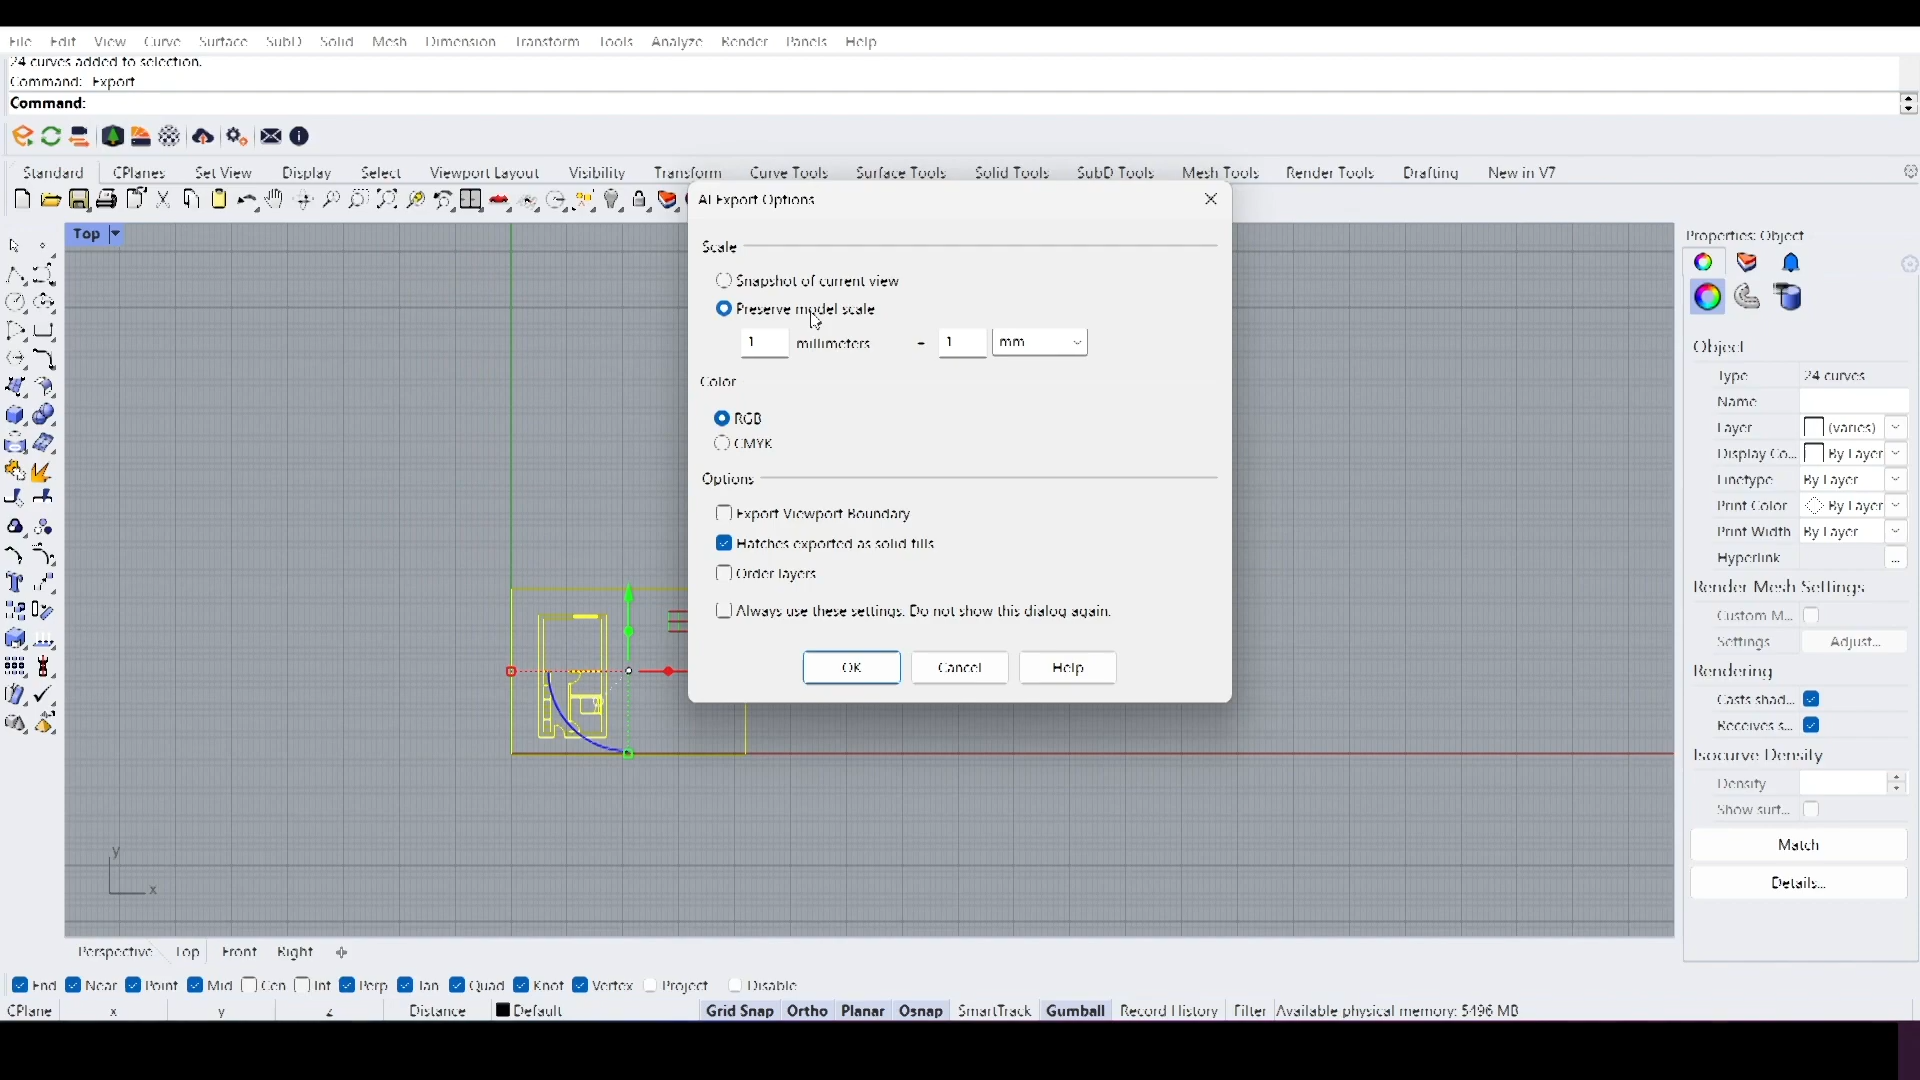 File Edit View Curve Surface SubD Solid Mesh Dimension Transform Tools Analyze Render Panels Help
24 curves added to selection.
Command: Export
Command:
Standard CPlanes Set View Display Select Viewport Layout Visibility Transform Curve Tools Surface Tools Solid Tools SubD Tools Mesh Tools Render Tools Drafting New in V7
AI Export Options
Top
Properties: Object
Scale
Snapshot of current view
Preserve model scale
1 millimeters = 1 mm
Object
Type 24 curves
Name
Layer (varies)
Display Co... By Layer
Linetype By Layer
Print Color By Layer
Print Width By Layer
Hyperlink ...
Color
RGB
CMYK
Options
Export Viewport Boundary
Hatches exported as solid fills
Order layers
Always use these settings. Do not show this dialog again.
OK Cancel Help
Render Mesh Settings
Custom M...
Settings Adjust...
Rendering
Casts shad...
Receives s...
Isocurve Density
Density
Show surf...
Match
Details...
y
x
Perspective Top Front Right
End Near Point Mid Cen Int Perp Tan Quad Knot Vertex Project Disable
CPlane x y z Distance Default Grid Snap Ortho Planar Osnap SmartTrack Gumball Record History Filter Available physical memory: 5496 MB